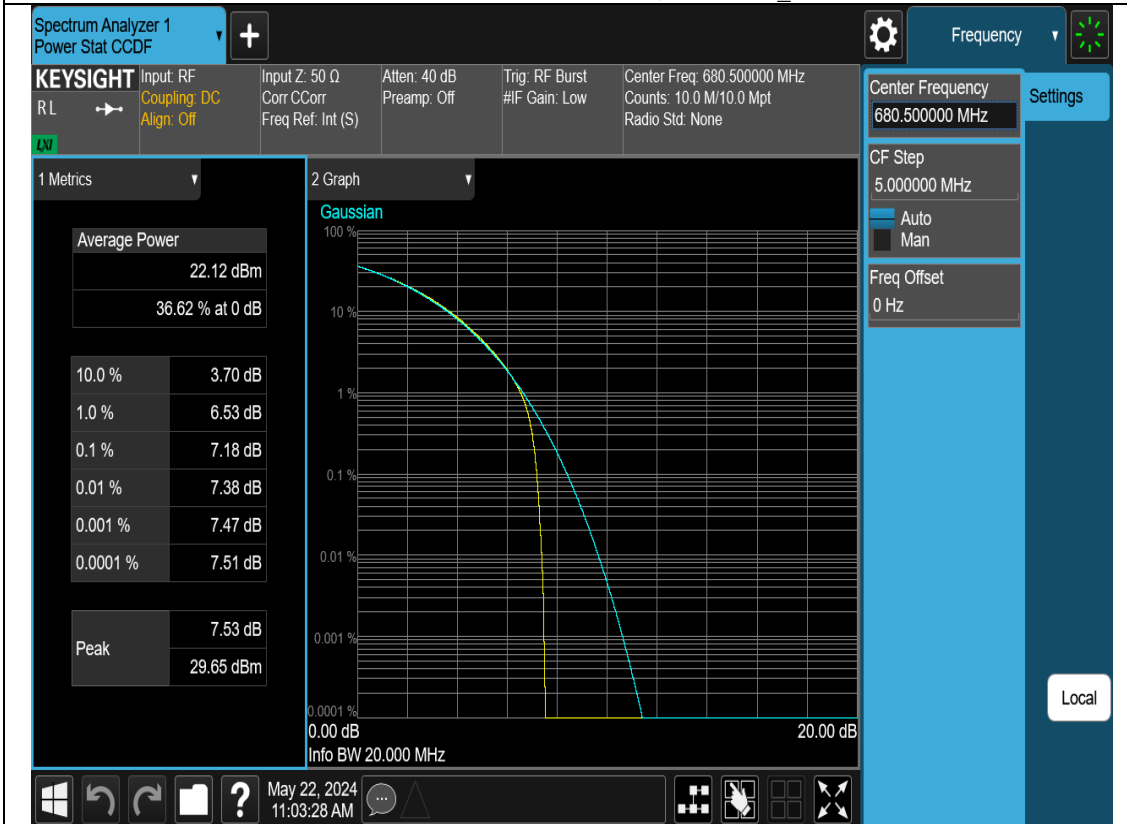 Spectrum Analyzer 1
Power Stat CCDF
+
Frequency
KEYSIGHT
RL
LXI
Input: RF
Coupling: DC
Align: Off
Input Z: 50 Ω
Corr CCorr
Freq Ref: Int (S)
Atten: 40 dB
Preamp: Off
Trig: RF Burst
#IF Gain: Low
Center Freq: 680.500000 MHz
Counts: 10.0 M/10.0 Mpt
Radio Std: None
Center Frequency
680.500000 MHz
Settings
CF Step
5.000000 MHz
Auto
Man
Freq Offset
0 Hz
1 Metrics
Average Power
22.12 dBm
36.62 % at 0 dB
10.0 % 3.70 dB
1.0 % 6.53 dB
0.1 % 7.18 dB
0.01 % 7.38 dB
0.001 % 7.47 dB
0.0001 % 7.51 dB
Peak
7.53 dB
29.65 dBm
2 Graph
Gaussian
100 %
10 %
1 %
0.1 %
0.01 %
0.001 %
0.0001 %
0.00 dB 20.00 dB
Info BW 20.000 MHz
Local
?
May 22, 2024
11:03:28 AM